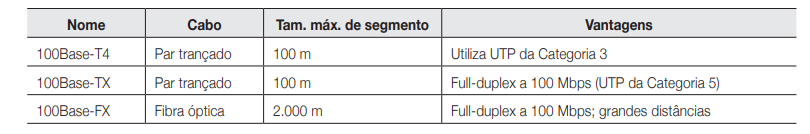 Nome Cabo Tam. máx. de segmento Vantagens
100Base-T4 Par trançado 100 m Utiliza UTP da Categoria 3
100Base-TX Par trançado 100 m Full-duplex a 100 Mbps (UTP da Categoria 5)
100Base-FX Fibra óptica 2.000 m Full-duplex a 100 Mbps; grandes distâncias